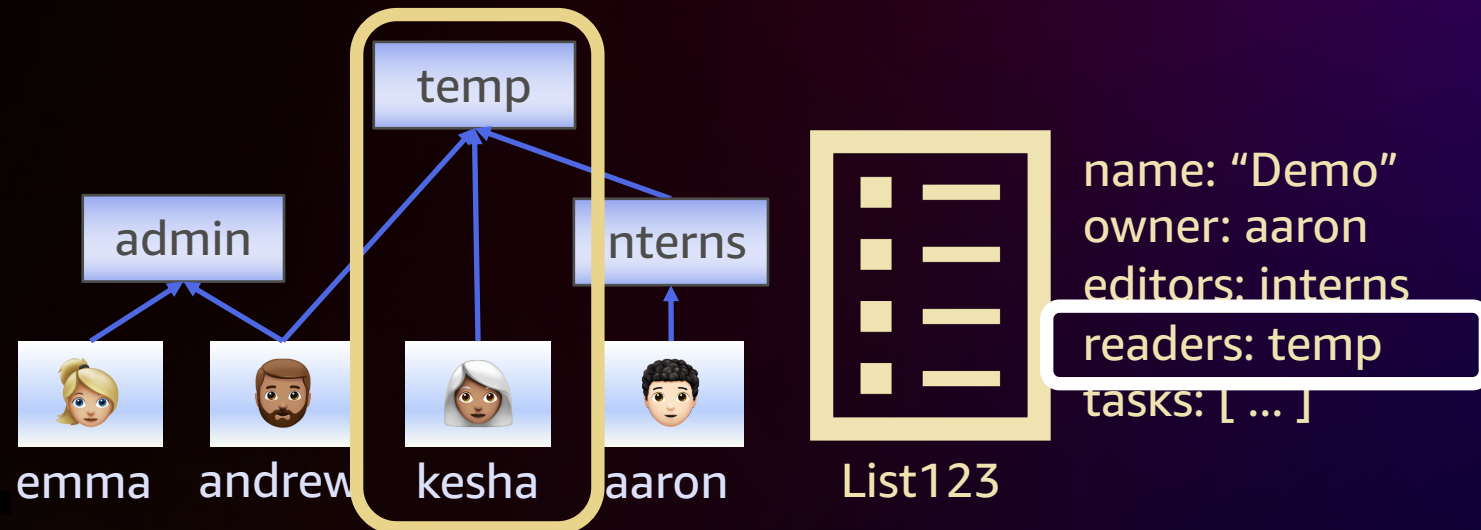 temp
admin
nterns
emma
andrew
kesha
aaron
List123
name: “Demo”
owner: aaron
editors: interns
readers: temp
tasks: [ ... ]